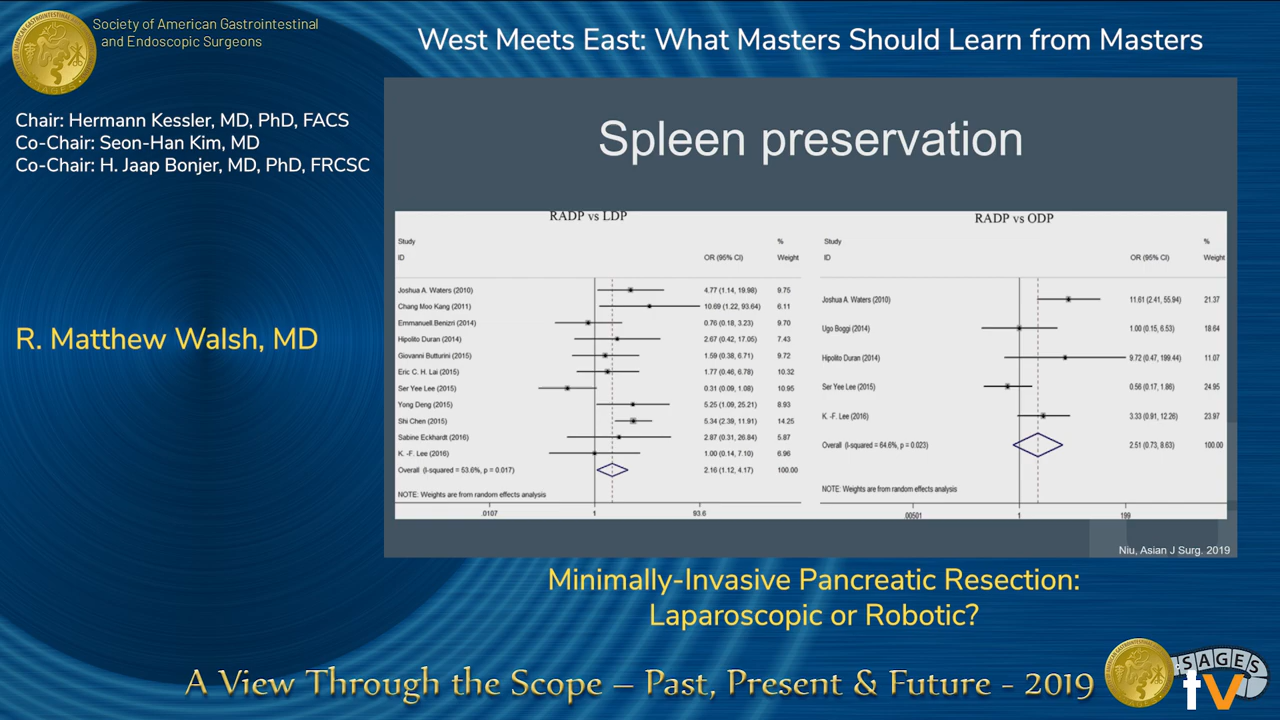 Society of American Gastrointestinal
and Endoscopic Surgeons
West Meets East: What Masters Should Learn from Masters
Chair: Hermann Kessler, MD, PhD, FACS
Co-Chair: Seon-Han Kim, MD
Co-Chair: H. Jaap Bonjer, MD, PhD, FRCSC
R. Matthew Walsh, MD
Spleen preservation
RADP vs LDP
Study %
ID OR (95% CI) Weight
Joshua A. Waters (2010) 4.77 (1.14, 19.98) 9.75
Chang Moo Kang (2011) 10.69 (1.22, 93.64) 6.11
Emmanuell Benizri (2014) 0.76 (0.18, 3.23) 9.70
Hipolito Duran (2014) 2.67 (0.42, 17.05) 7.43
Giovanni Butturini (2015) 1.59 (0.38, 6.71) 9.72
Eric C. H. Lai (2015) 1.77 (0.46, 6.78) 10.32
Ser Yee Lee (2015) 0.31 (0.09, 1.08) 10.95
Yong Deng (2015) 5.25 (1.09, 25.21) 8.93
Shi Chen (2015) 5.34 (2.39, 11.91) 14.25
Sabine Eckhardt (2016) 2.87 (0.31, 26.84) 5.87
K. -F. Lee (2016) 1.00 (0.14, 7.10) 6.96
Overall (I-squared = 53.6%, p = 0.017) 2.16 (1.12, 4.17) 100.00
NOTE: Weights are from random effects analysis
.0107 1 93.6
RADP vs ODP
Study %
ID OR (95% CI) Weight
Joshua A. Waters (2010) 11.61 (2.41, 55.94) 21.37
Ugo Boggi (2014) 1.00 (0.15, 6.53) 18.64
Hipolito Duran (2014) 9.72 (0.47, 199.44) 11.07
Ser Yee Lee (2015) 0.56 (0.17, 1.86) 24.95
K. -F. Lee (2016) 3.33 (0.91, 12.26) 23.97
Overall (I-squared = 64.6%, p = 0.023) 2.51 (0.73, 8.63) 100.00
NOTE: Weights are from random effects analysis
.00501 1 199
Niu, Asian J Surg. 2019
Minimally-Invasive Pancreatic Resection:
Laparoscopic or Robotic?
A View Through the Scope – Past, Present & Future - 2019
SAGES
tv